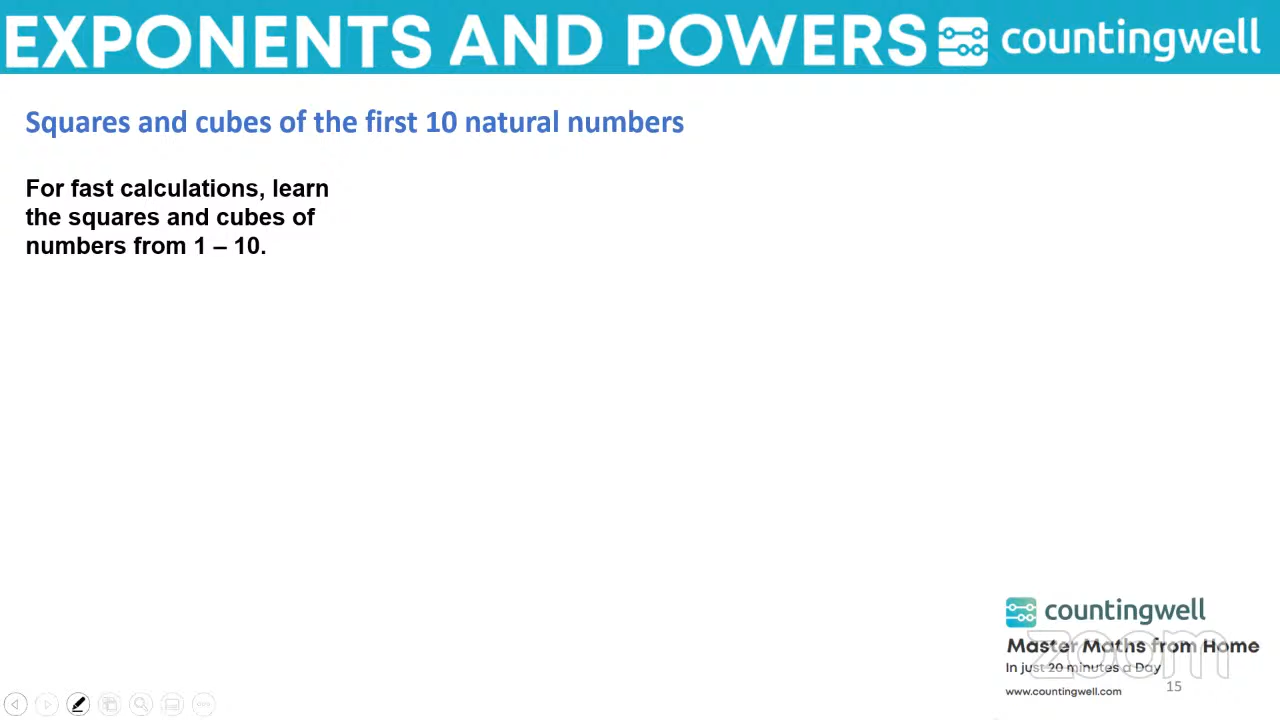 EXPONENTS AND POWERS countingwell
Squares and cubes of the first 10 natural numbers
For fast calculations, learn
the squares and cubes of
numbers from 1 – 10.
countingwell
Master Maths from Home
zoom
In just 20 minutes a Day
www.countingwell.com
15